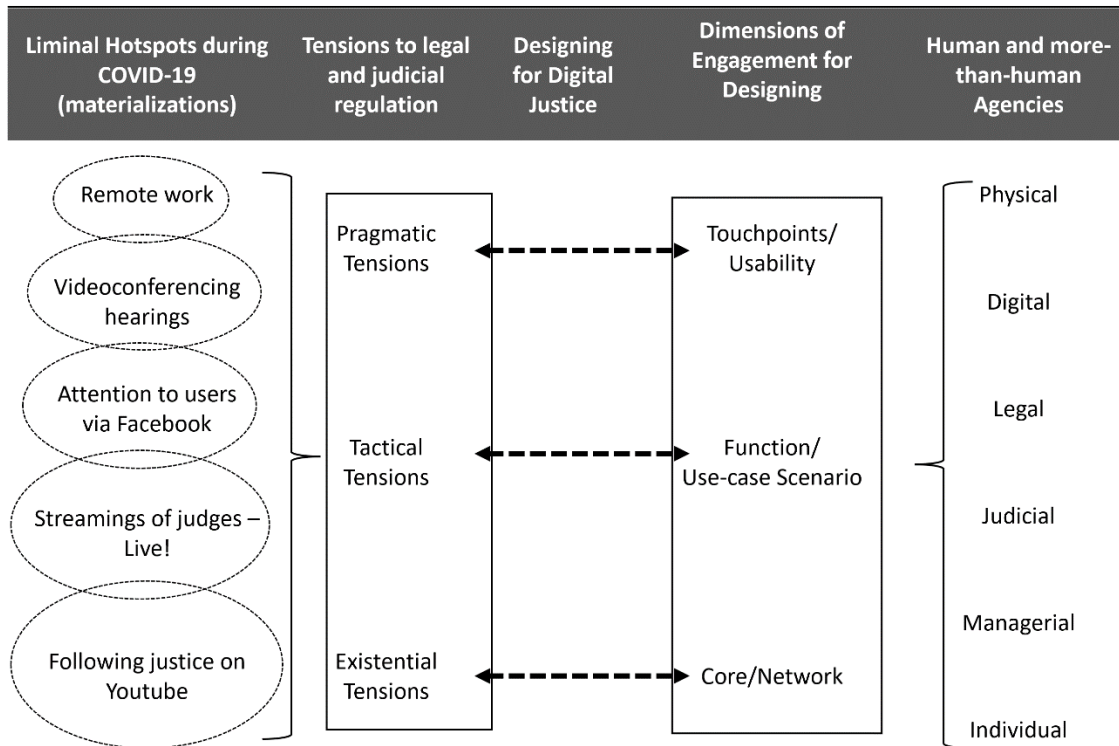 Liminal Hotspots during
COVID-19
(materializations)
Tensions to legal
and judicial
regulation
Designing
for Digital
Justice
Dimensions of
Engagement for
Designing
Human and more-
than-human
Agencies
Remote work
Videoconferencing
hearings
Attention to users
via Facebook
Streamings of judges –
Live!
Following justice on
Youtube
Pragmatic
Tensions
Tactical
Tensions
Existential
Tensions
Touchpoints/
Usability
Function/
Use-case Scenario
Core/Network
Physical
Digital
Legal
Judicial
Managerial
Individual